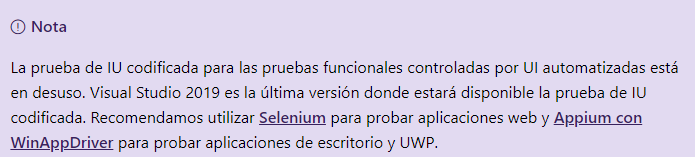 Nota
La prueba de IU codificada para las pruebas funcionales controladas por UI automatizadas está
en desuso. Visual Studio 2019 es la última versión donde estará disponible la prueba de IU
codificada. Recomendamos utilizar Selenium para probar aplicaciones web y Appium con
WinAppDriver para probar aplicaciones de escritorio y UWP.